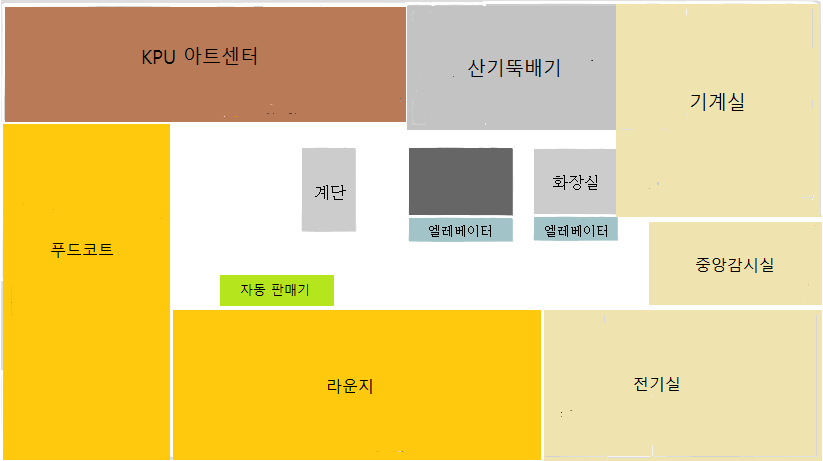 KPU 아트센터
산기뚝배기
기계실
계단
화장실
엘레베이터
엘레베이터
푸드코트
중앙감시실
자동 판매기
라운지
전기실